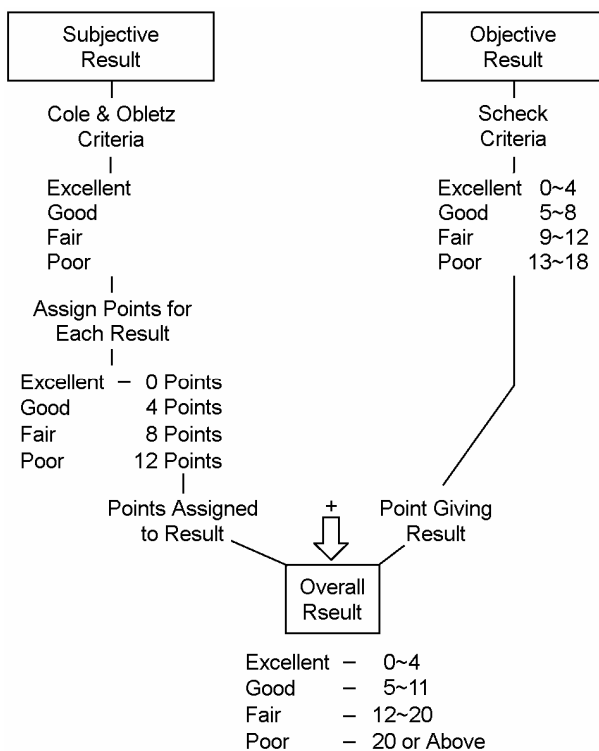 Subjective
Result
Cole & Obletz
Criteria
Excellent
Good
Fair
Poor
Assign Points for
Each Result
Excellent – 0 Points
Good 4 Points
Fair 8 Points
Poor 12 Points
Points Assigned
to Result
Objective
Result
Scheck
Criteria
Excellent 0~4
Good 5~8
Fair 9~12
Poor 13~18
Point Giving
Result
+
Overall
Rseult
Excellent – 0~4
Good – 5~11
Fair – 12~20
Poor – 20 or Above